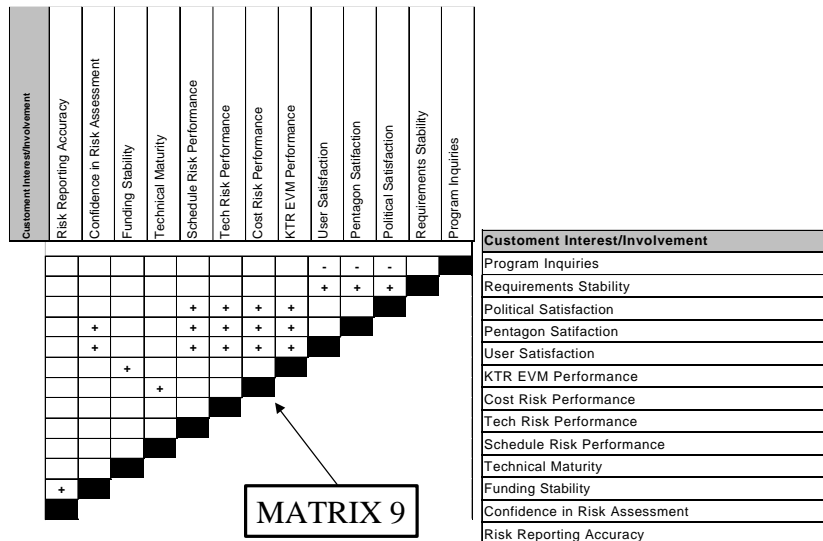 Customent Interest/Involvement
Risk Reporting Accuracy
Confidence in Risk Assessment
Funding Stability
Technical Maturity
Schedule Risk Performance
Tech Risk Performance
Cost Risk Performance
KTR EVM Performance
User Satisfaction
Pentagon Satifaction
Political Satisfaction
Requirements Stability
Program Inquiries
Customent Interest/Involvement
- - - Program Inquiries
+ + + Requirements Stability
+ + + + Political Satisfaction
+ + + + + Pentagon Satifaction
+ + + + + User Satisfaction
+ KTR EVM Performance
+ Cost Risk Performance
Tech Risk Performance
Schedule Risk Performance
Technical Maturity
Funding Stability
+ Confidence in Risk Assessment
Risk Reporting Accuracy
MATRIX 9